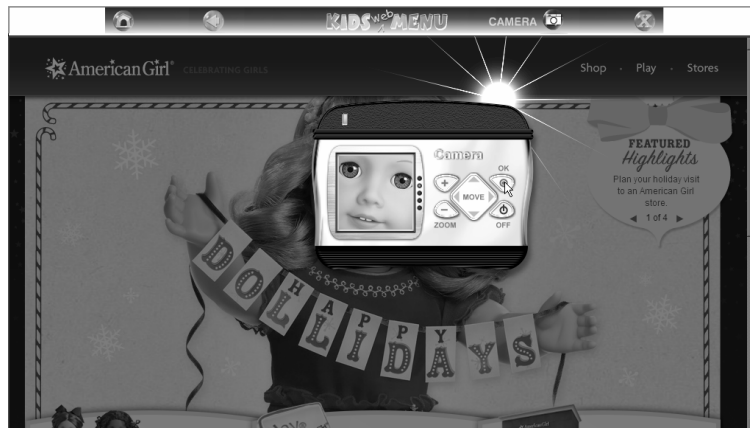 KIDS Web MENU
CAMERA
American Girl® CELEBRATING GIRLS
Shop · Play · Stores
FEATURED
Highlights
Plan your holiday visit
to an American Girl
store.
1 of 4
Camera
OK
MOVE
ZOOM
OFF
HAPPY
DOLLIDAYS